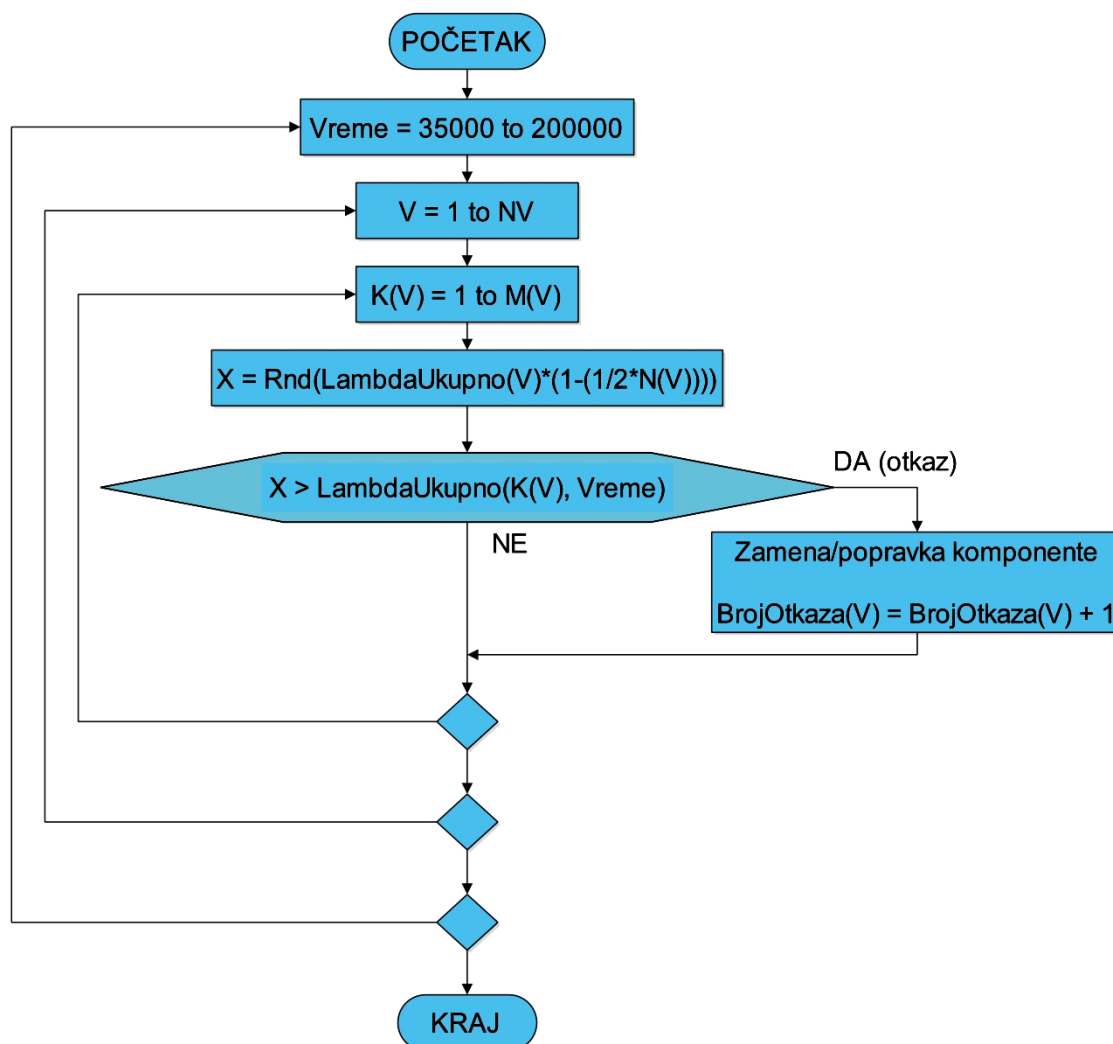 POČETAK
Vreme = 35000 to 200000
V = 1 to NV
K(V) = 1 to M(V)
X = Rnd(LambdaUkupno(V)*(1-(1/2*N(V))))
X > LambdaUkupno(K(V), Vreme)
DA (otkaz)
NE
Zamena/popravka komponente
BrojOtkaza(V) = BrojOtkaza(V) + 1
KRAJ